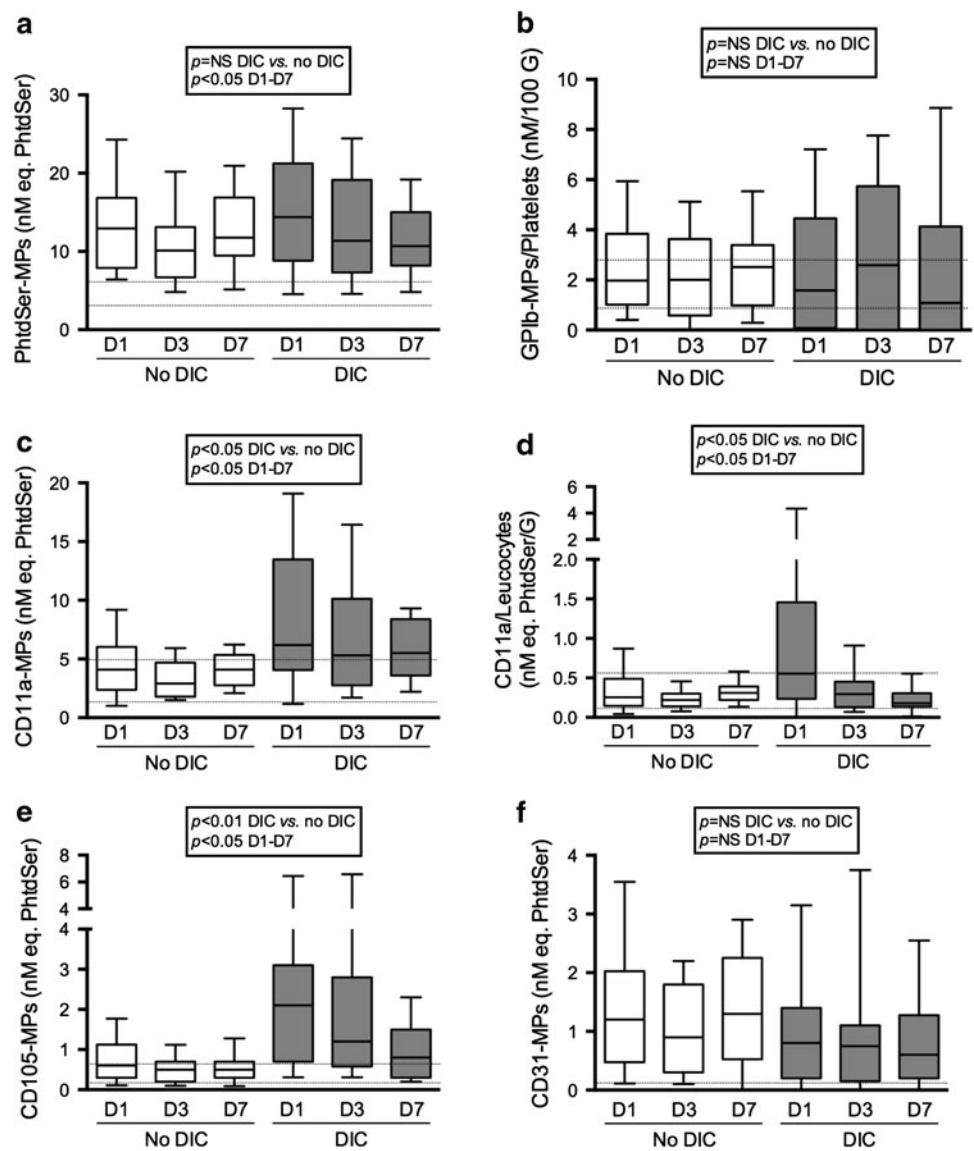 a
p=NS DIC vs. no DIC
p<0.05 D1-D7
PhtdSer-MPs (nM eq. PhtdSer)
30
20
10
0
D1 D3 D7 D1 D3 D7
No DIC DIC
b
p=NS DIC vs. no DIC
p=NS D1-D7
GPIb-MPs/Platelets (nM/100 G)
10
8
6
4
2
0
D1 D3 D7 D1 D3 D7
No DIC DIC
c
p<0.05 DIC vs. no DIC
p<0.05 D1-D7
CD11a-MPs (nM eq. PhtdSer)
20
15
10
5
0
D1 D3 D7 D1 D3 D7
No DIC DIC
d
p<0.05 DIC vs. no DIC
p<0.05 D1-D7
CD11a/Leucocytes
(nM eq. PhtdSer/G)
6
4
2
2.0
1.5
1.0
0.5
0.0
D1 D3 D7 D1 D3 D7
No DIC DIC
e
p<0.01 DIC vs. no DIC
p<0.05 D1-D7
CD105-MPs (nM eq. PhtdSer)
8
6
4
4
3
2
1
0
D1 D3 D7 D1 D3 D7
No DIC DIC
f
p=NS DIC vs. no DIC
p=NS D1-D7
CD31-MPs (nM eq. PhtdSer)
4
3
2
1
0
D1 D3 D7 D1 D3 D7
No DIC DIC